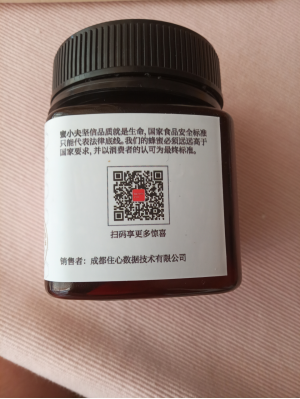 蜜小夫坚信品质就是生命, 国家食品安全标准
只能代表法律底线。我们的蜂蜜必须远远高于
国家要求, 并以消费者的认可为最终标准。
扫码享更多惊喜
销售者: 成都住心数据技术有限公司